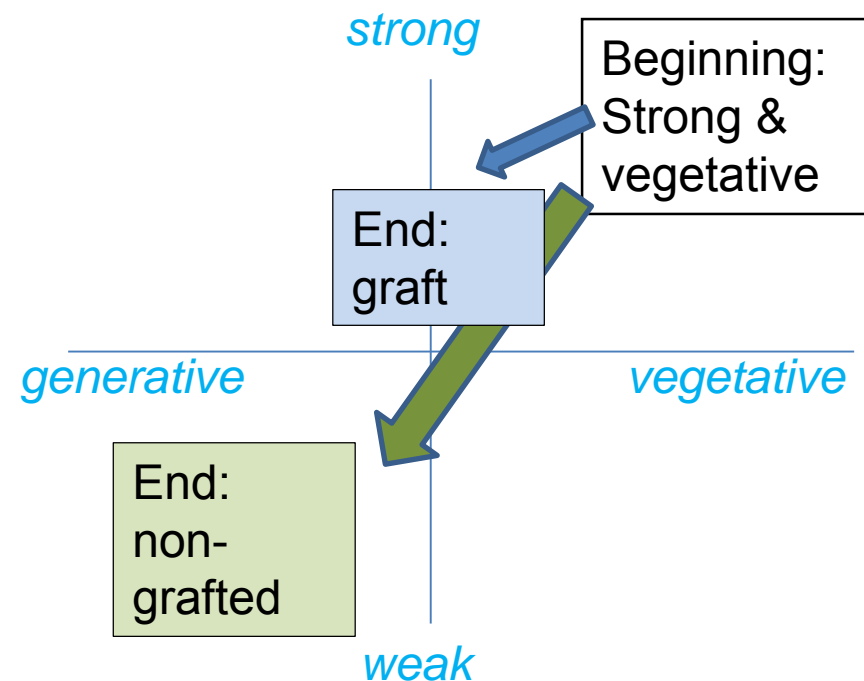 strong
Beginning:
Strong &
vegetative
End:
graft
generative
vegetative
End:
non-
grafted
weak